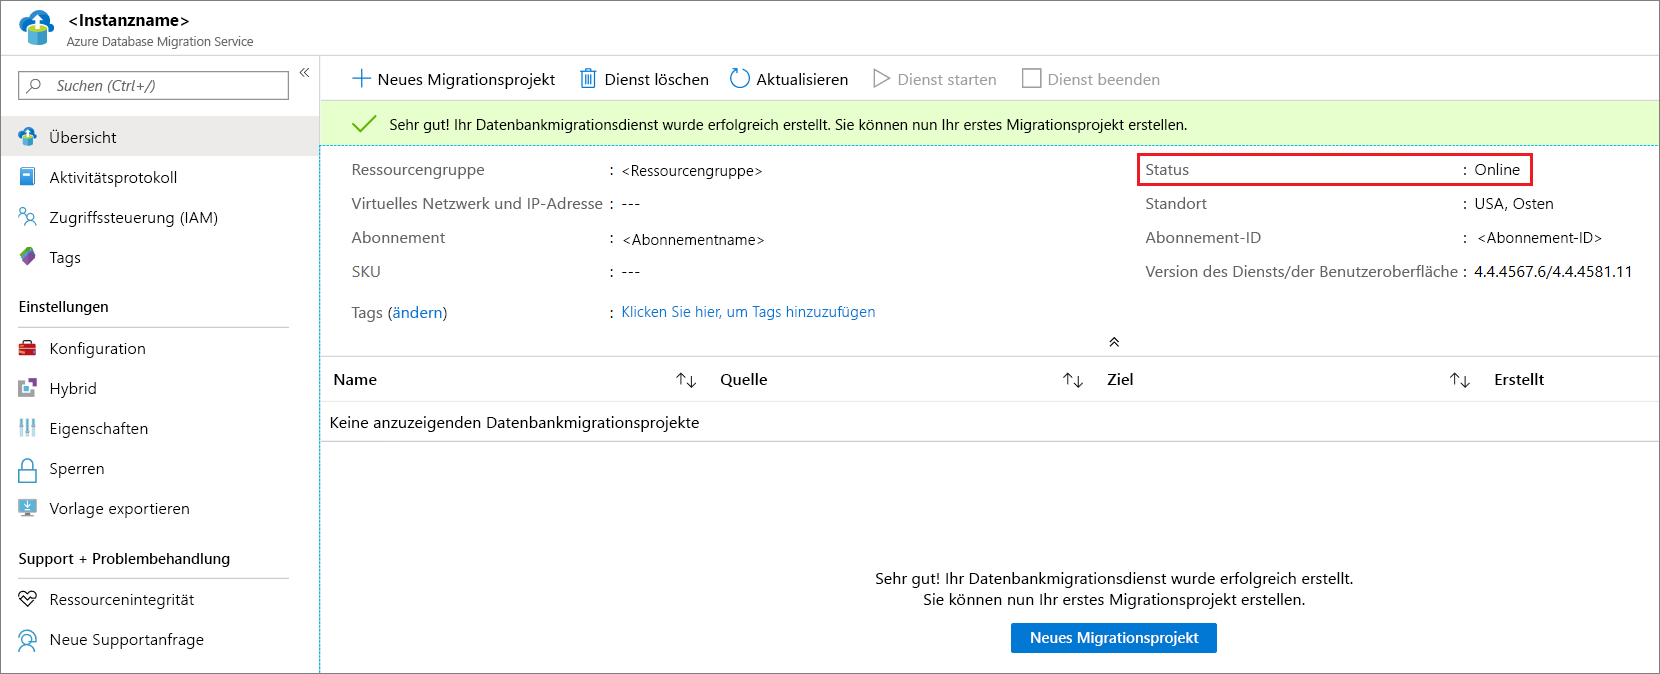 <Instanzname>
Azure Database Migration Service
Suchen (Ctrl+/)
Übersicht
Aktivitätsprotokoll
Zugriffssteuerung (IAM)
Tags
Einstellungen
Konfiguration
Hybrid
Eigenschaften
Sperren
Vorlage exportieren
Support + Problembehandlung
Ressourcenintegrität
Neue Supportanfrage
Neues Migrationsprojekt Dienst löschen Aktualisieren Dienst starten Dienst beenden
Sehr gut! Ihr Datenbankmigrationsdienst wurde erfolgreich erstellt. Sie können nun Ihr erstes Migrationsprojekt erstellen.
Ressourcengruppe : <Ressourcengruppe>
Virtuelles Netzwerk und IP-Adresse : ---
Abonnement : <Abonnementname>
SKU : ---
Tags (ändern) : Klicken Sie hier, um Tags hinzuzufügen
Status : Online
Standort : USA, Osten
Abonnement-ID : <Abonnement-ID>
Version des Diensts/der Benutzeroberfläche : 4.4.4567.6/4.4.4581.11
Name Quelle Ziel Erstellt
Keine anzuzeigenden Datenbankmigrationsprojekte
Sehr gut! Ihr Datenbankmigrationsdienst wurde erfolgreich erstellt.
Sie können nun Ihr erstes Migrationsprojekt erstellen.
Neues Migrationsprojekt